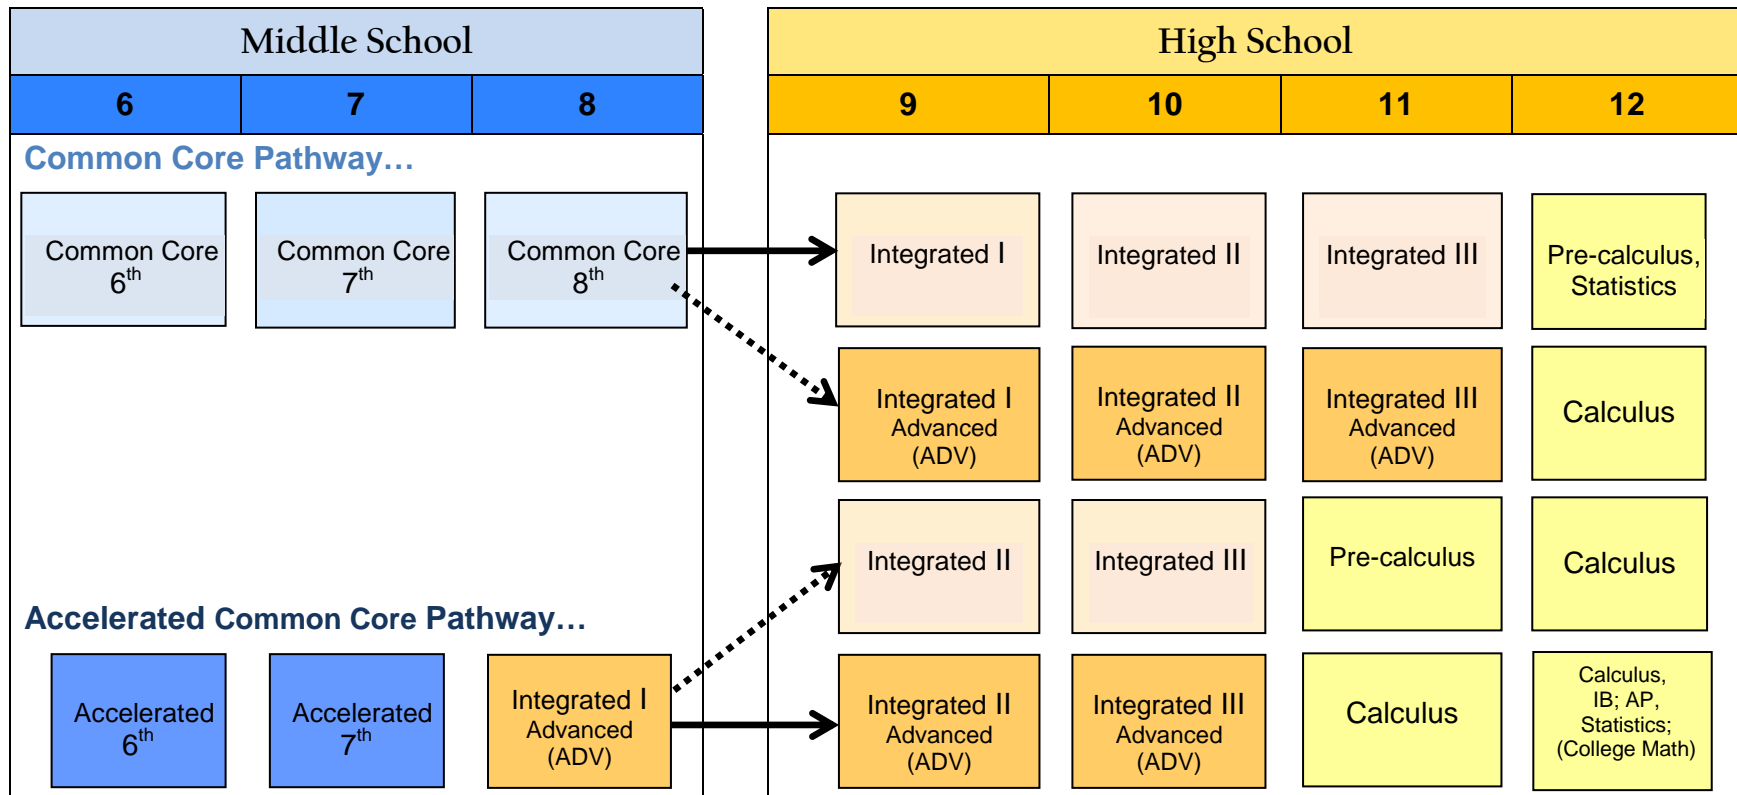 Middle School
High School
6
7
8
9
10
11
12
Common Core Pathway...
Common Core
6th
Common Core
7th
Common Core
8th
Integrated I
Integrated II
Integrated III
Pre-calculus,
Statistics
Integrated I
Advanced
(ADV)
Integrated II
Advanced
(ADV)
Integrated III
Advanced
(ADV)
Calculus
Integrated II
Integrated III
Pre-calculus
Calculus
Accelerated Common Core Pathway...
Accelerated
6th
Accelerated
7th
Integrated I
Advanced
(ADV)
Integrated II
Advanced
(ADV)
Integrated III
Advanced
(ADV)
Calculus
Calculus,
IB; AP,
Statistics;
(College Math)